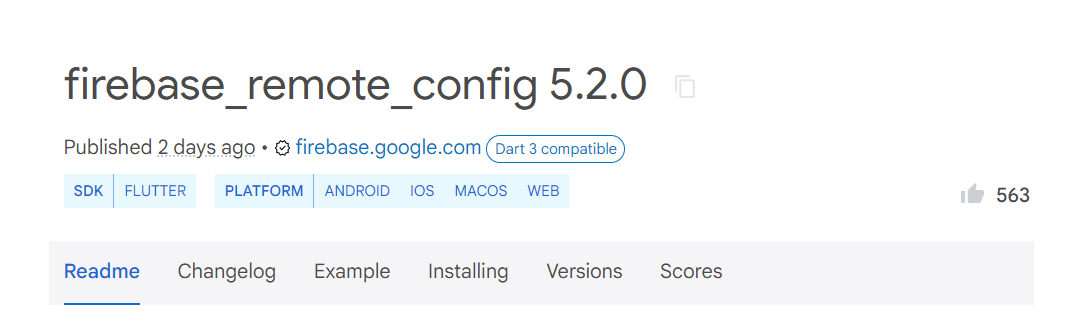 firebase_remote_config 5.2.0
Published 2 days ago • firebase.google.com Dart 3 compatible
SDK FLUTTER PLATFORM ANDROID IOS MACOS WEB
563
Readme Changelog Example Installing Versions Scores